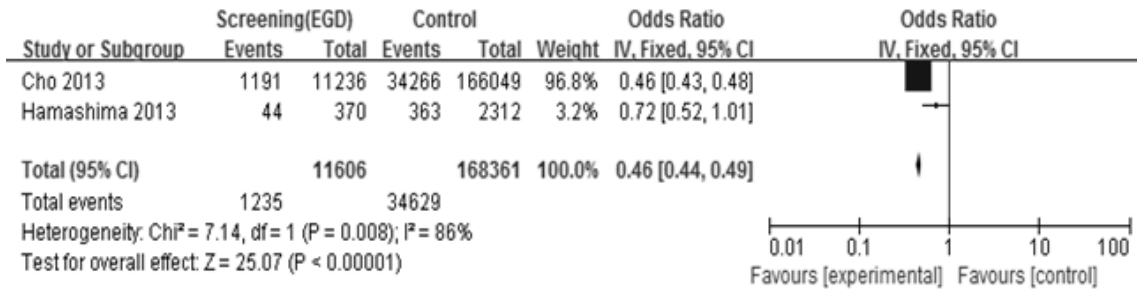 Screening(EGD) Control Odds Ratio Odds Ratio
Study or Subgroup Events Total Events Total Weight IV, Fixed, 95% CI IV, Fixed, 95% CI
Cho 2013 1191 11236 34266 166049 96.8% 0.46 [0.43, 0.48]
Hamashima 2013 44 370 363 2312 3.2% 0.72 [0.52, 1.01]
Total (95% CI) 11606 168361 100.0% 0.46 [0.44, 0.49]
Total events 1235 34629
Heterogeneity: Chi² = 7.14, df = 1 (P = 0.008); I² = 86%
Test for overall effect: Z = 25.07 (P < 0.00001)
0.01 0.1 1 10 100
Favours [experimental] Favours [control]